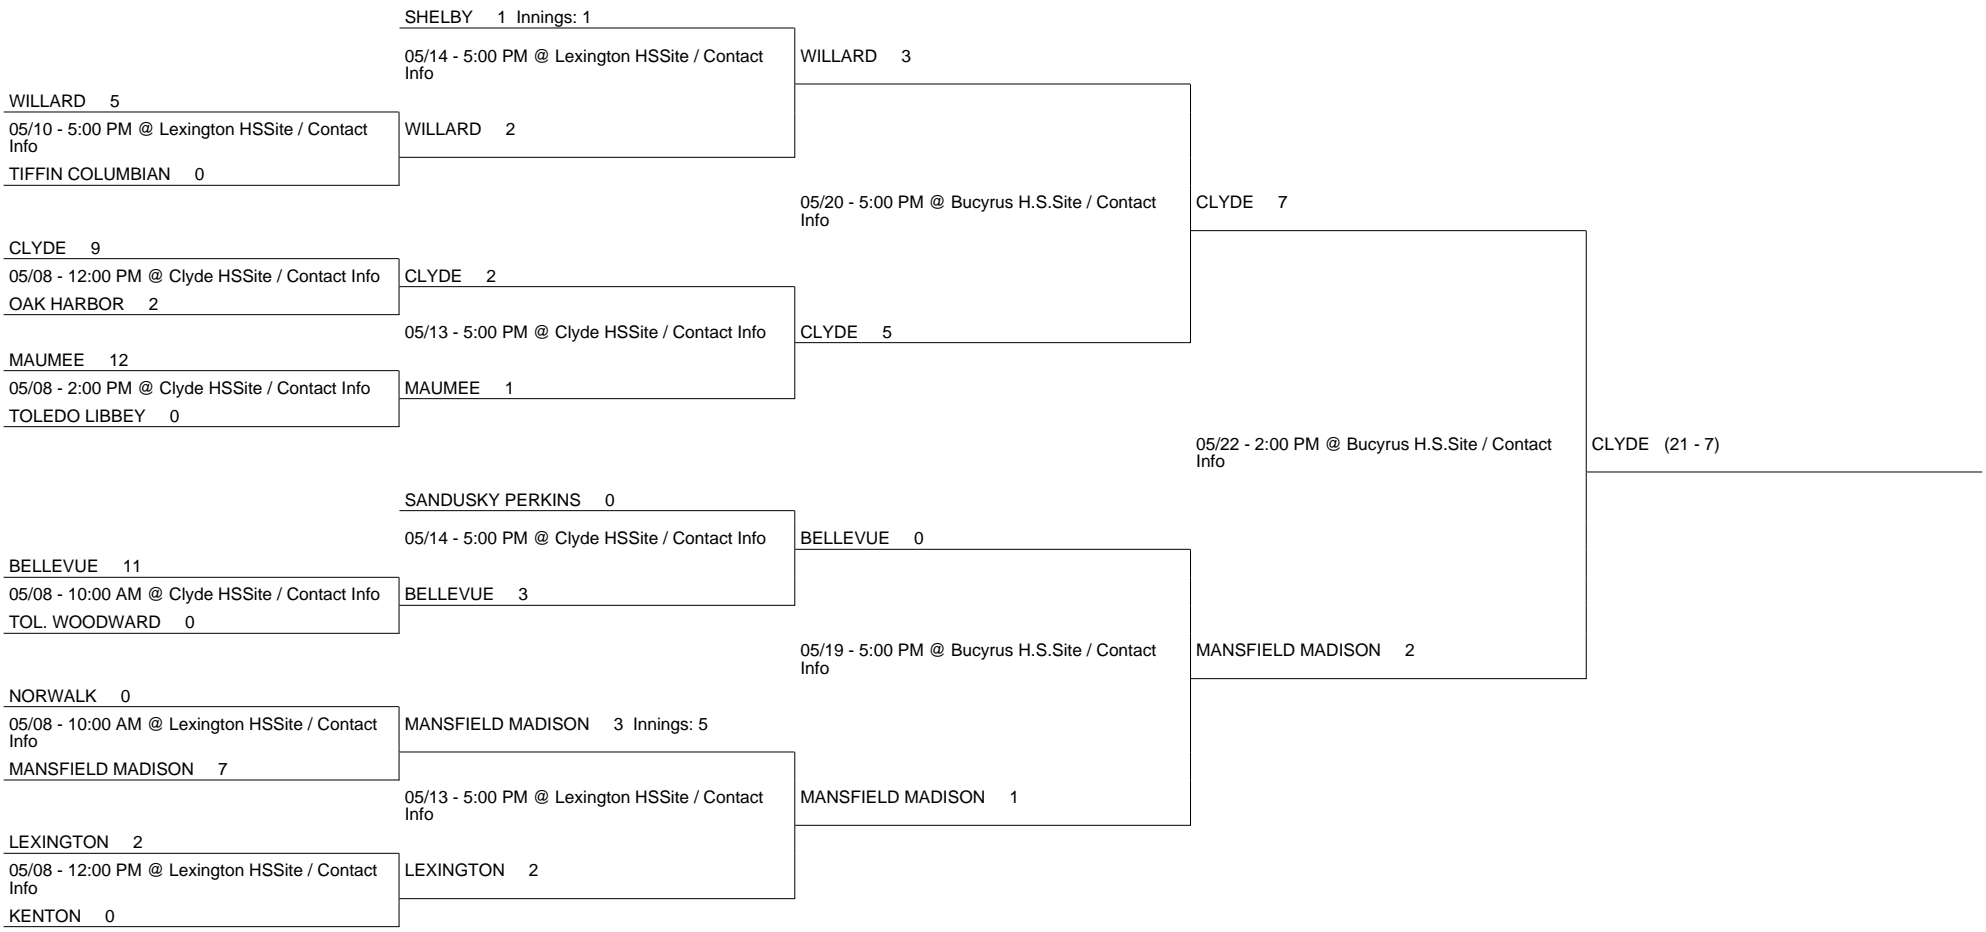 SHELBY 1 Innings: 1
05/14 - 5:00 PM @ Lexington HSSite / Contact
Info
WILLARD 3
WILLARD 5
05/10 - 5:00 PM @ Lexington HSSite / Contact
Info
WILLARD 2
TIFFIN COLUMBIAN 0
05/20 - 5:00 PM @ Bucyrus H.S.Site / Contact
Info
CLYDE 7
CLYDE 9
05/08 - 12:00 PM @ Clyde HSSite / Contact Info
CLYDE 2
OAK HARBOR 2
05/13 - 5:00 PM @ Clyde HSSite / Contact Info
CLYDE 5
MAUMEE 12
05/08 - 2:00 PM @ Clyde HSSite / Contact Info
MAUMEE 1
TOLEDO LIBBEY 0
05/22 - 2:00 PM @ Bucyrus H.S.Site / Contact
Info
CLYDE (21 - 7)
SANDUSKY PERKINS 0
05/14 - 5:00 PM @ Clyde HSSite / Contact Info
BELLEVUE 0
BELLEVUE 11
05/08 - 10:00 AM @ Clyde HSSite / Contact Info
BELLEVUE 3
TOL. WOODWARD 0
05/19 - 5:00 PM @ Bucyrus H.S.Site / Contact
Info
MANSFIELD MADISON 2
NORWALK 0
05/08 - 10:00 AM @ Lexington HSSite / Contact
Info
MANSFIELD MADISON 3 Innings: 5
MANSFIELD MADISON 7
05/13 - 5:00 PM @ Lexington HSSite / Contact
Info
MANSFIELD MADISON 1
LEXINGTON 2
05/08 - 12:00 PM @ Lexington HSSite / Contact
Info
LEXINGTON 2
KENTON 0